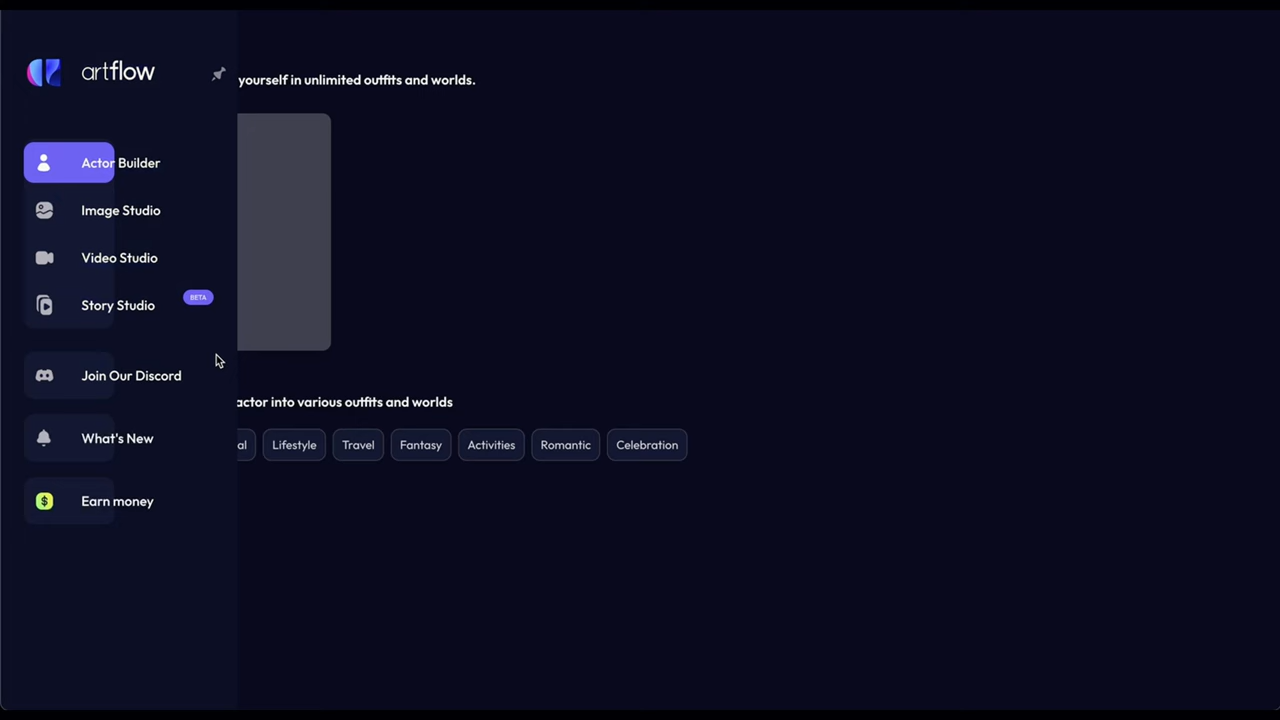 artflow
yourself in unlimited outfits and worlds.
Actor Builder
Image Studio
Video Studio
Story Studio BETA
Join Our Discord
actor into various outfits and worlds
What's New
al Lifestyle Travel Fantasy Activities Romantic Celebration
$ Earn money